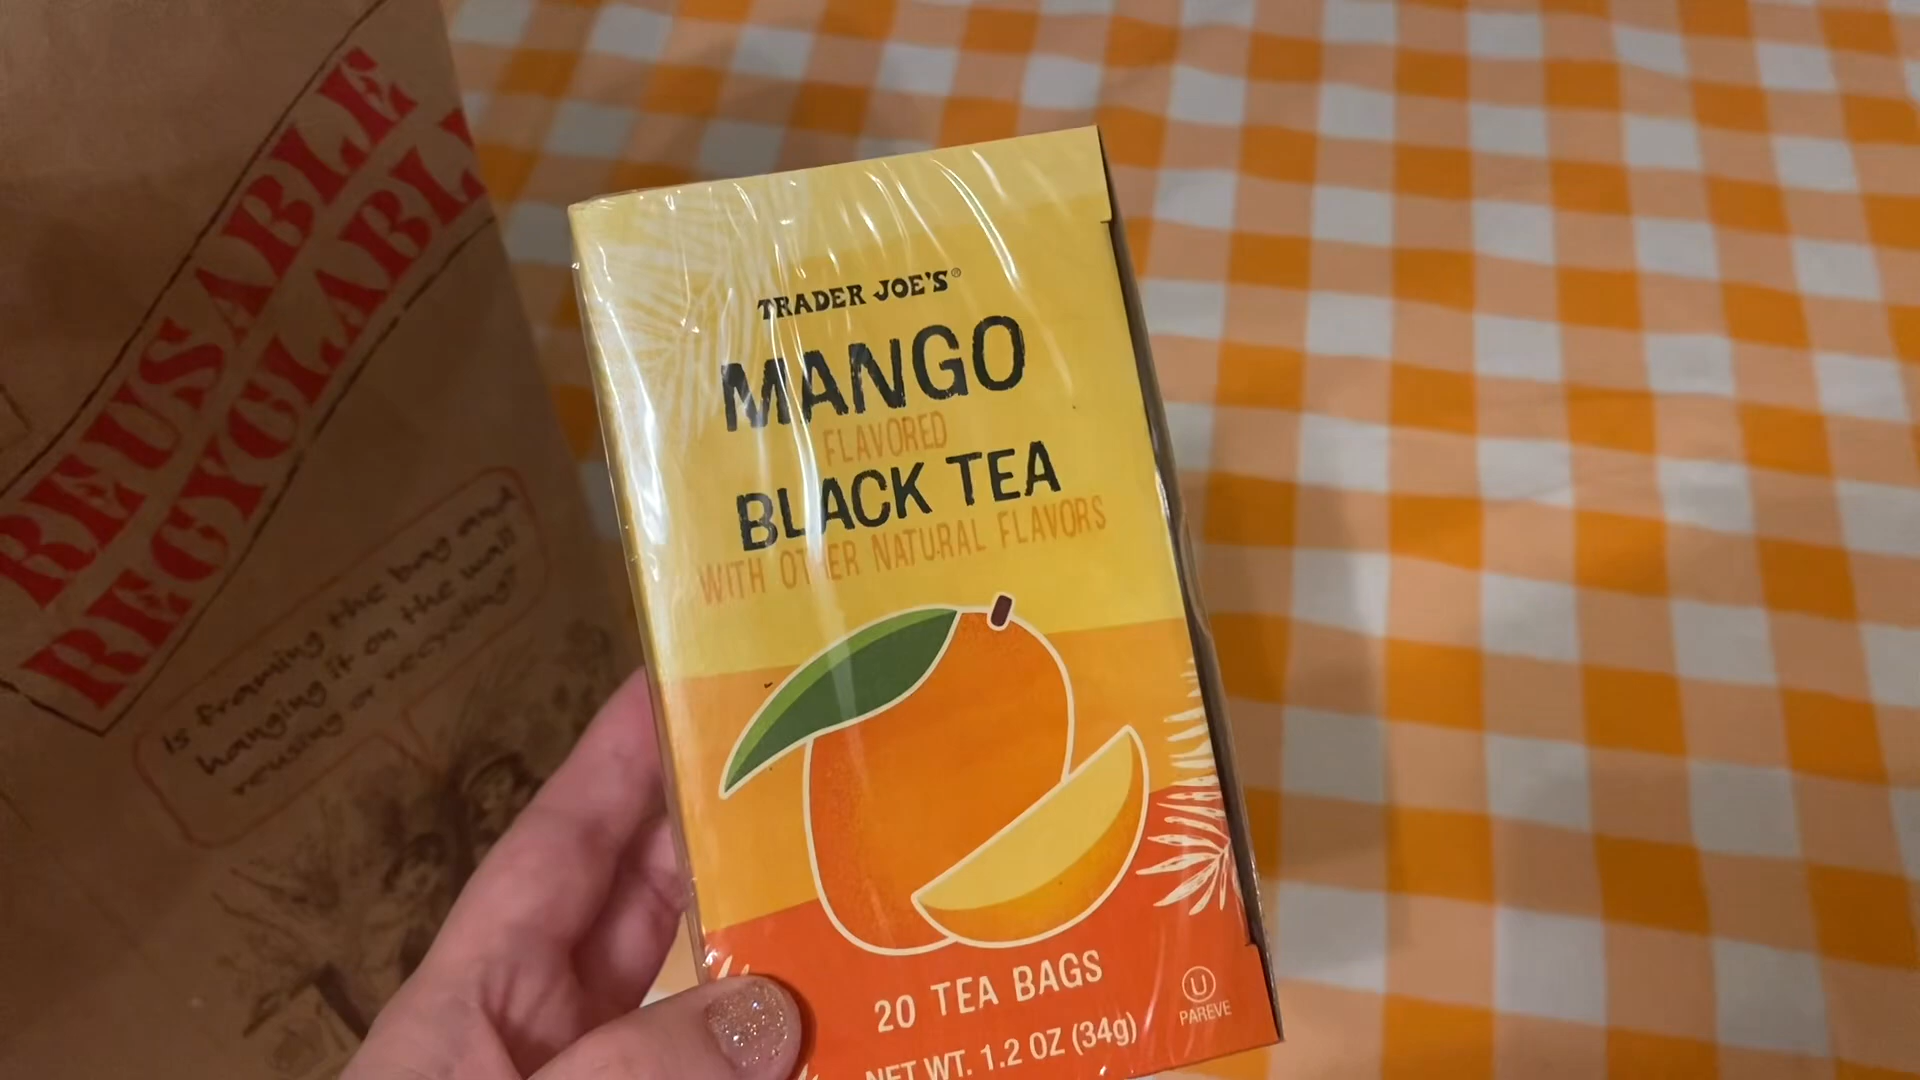 REUSABLE
RECYCLABL
is framing the bag and
hanging it on the wall
reusing or recycling
TRADER JOE'S®
MANGO
FLAVORED
BLACK TEA
WITH OTHER NATURAL FLAVORS
20 TEA BAGS
NET WT. 1.2 OZ (34g)
U
PAREVE